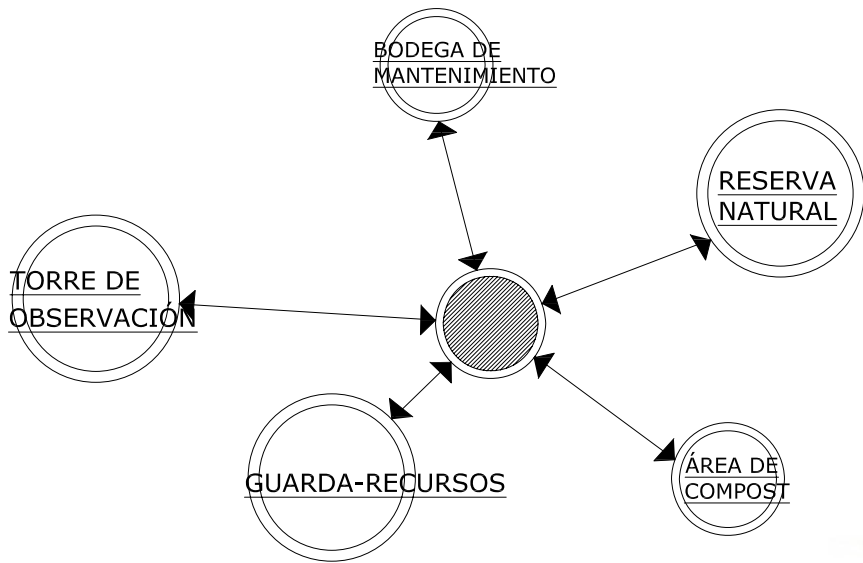 BODEGA DE
MANTENIMIENTO
RESERVA
NATURAL
TORRE DE
OBSERVACIÓN
GUARDA-RECURSOS
ÁREA DE
COMPOST